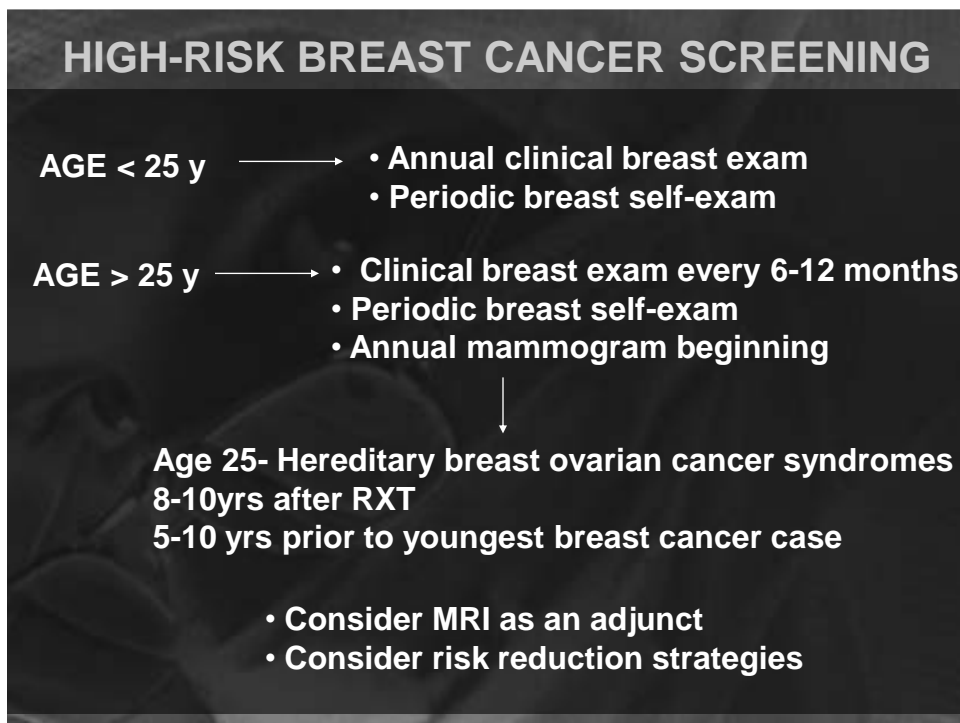 HIGH-RISK BREAST CANCER SCREENING
AGE < 25 y
• Annual clinical breast exam
• Periodic breast self-exam
AGE > 25 y
• Clinical breast exam every 6-12 months
• Periodic breast self-exam
• Annual mammogram beginning
Age 25- Hereditary breast ovarian cancer syndromes
8-10yrs after RXT
5-10 yrs prior to youngest breast cancer case
• Consider MRI as an adjunct
• Consider risk reduction strategies